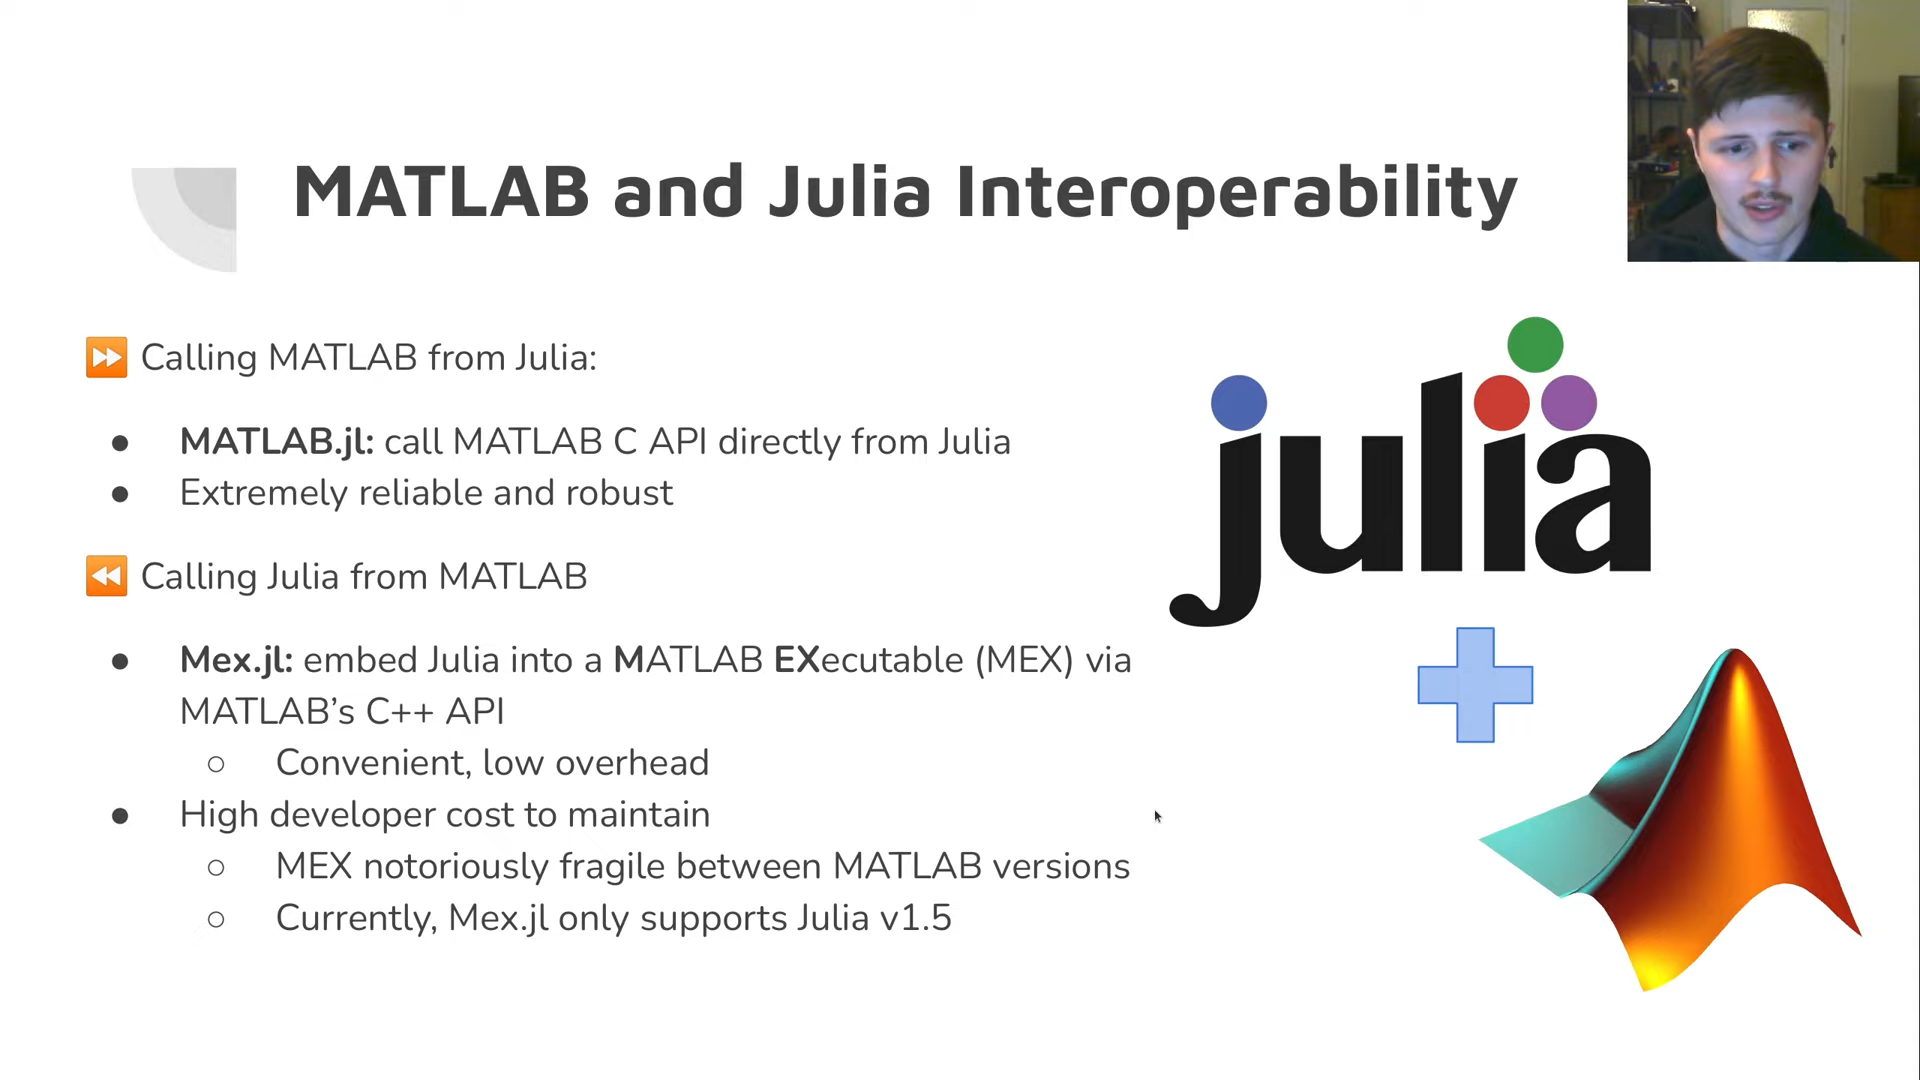 MATLAB and Julia Interoperability
⏩ Calling MATLAB from Julia:
● MATLAB.jl: call MATLAB C API directly from Julia
● Extremely reliable and robust
⏪ Calling Julia from MATLAB
● Mex.jl: embed Julia into a MATLAB EXecutable (MEX) via
MATLAB’s C++ API
○ Convenient, low overhead
● High developer cost to maintain
○ MEX notoriously fragile between MATLAB versions
○ Currently, Mex.jl only supports Julia v1.5
julia